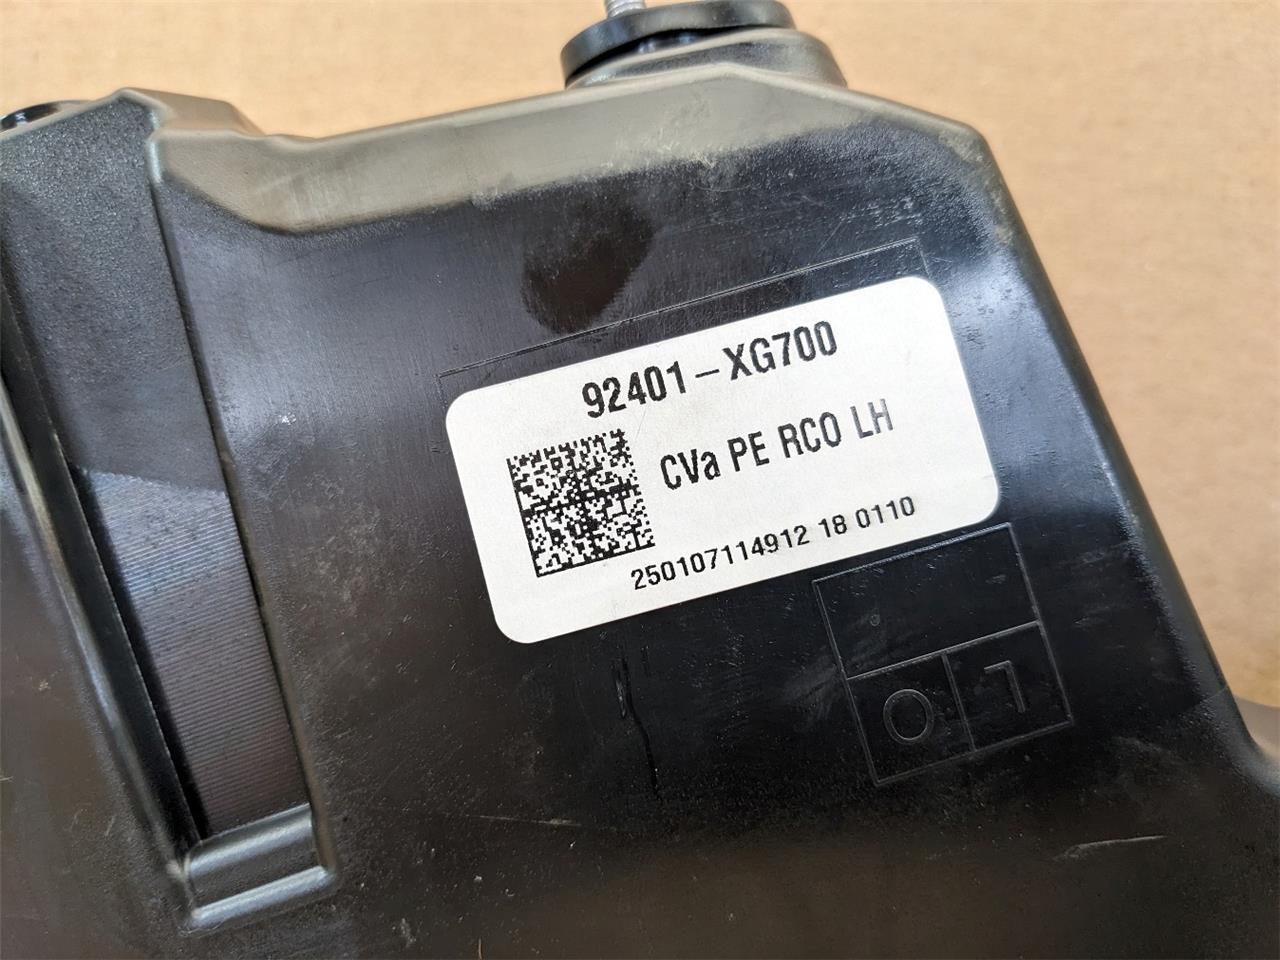 92401-XG700
CVa PE RCO LH
250107114912 18 0110